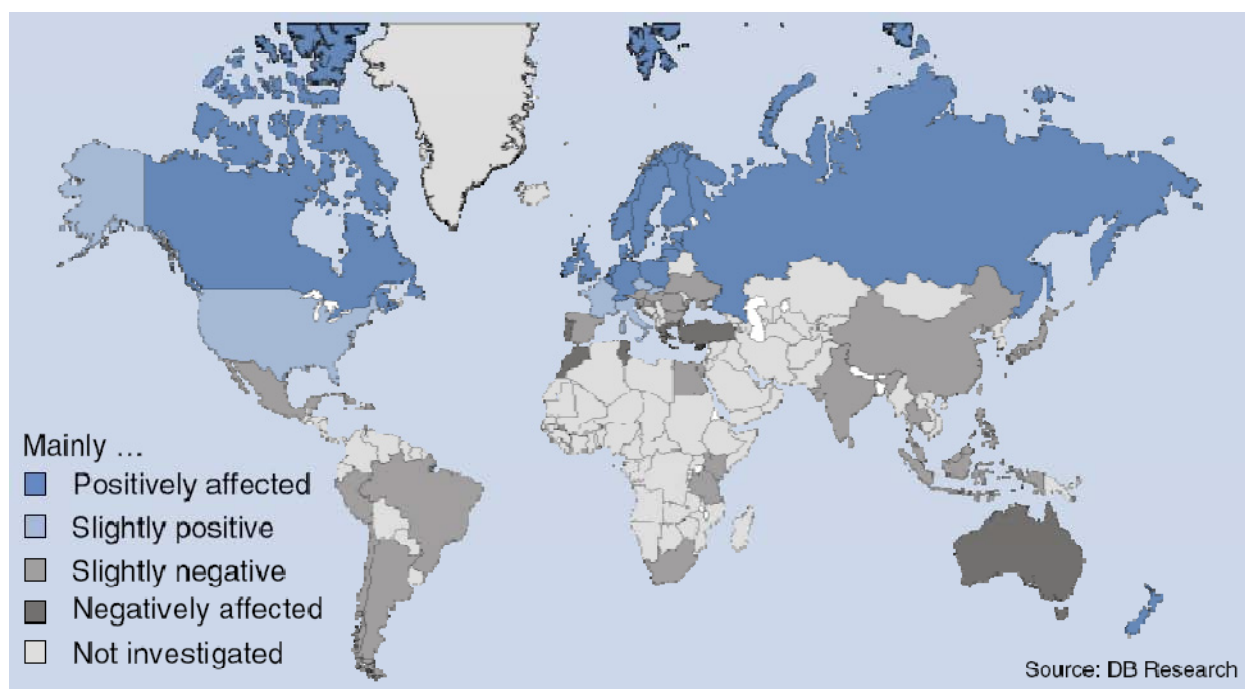 Mainly ...
Positively affected
Slightly positive
Slightly negative
Negatively affected
Not investigated
Source: DB Research